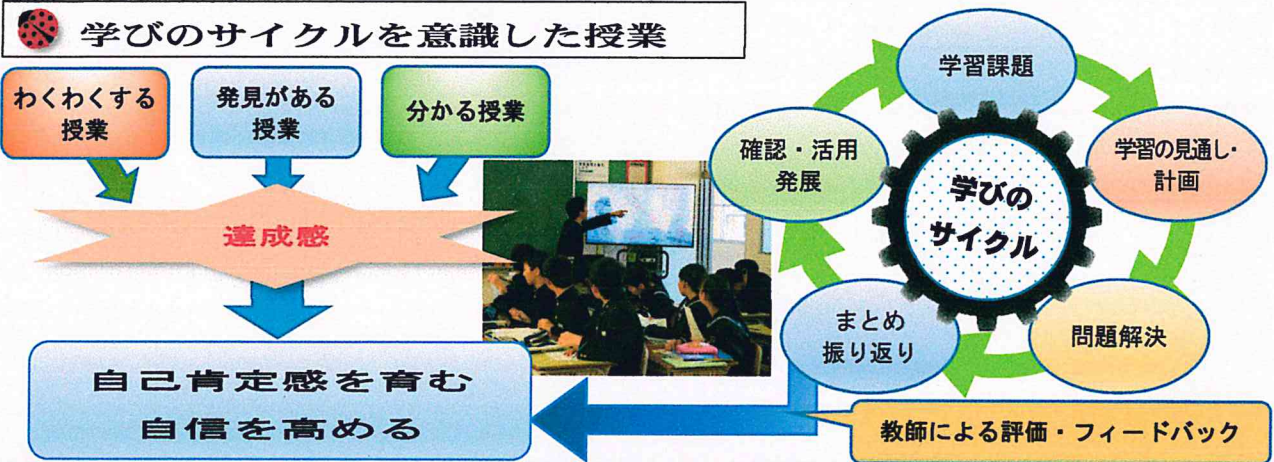 学びのサイクルを意識した授業
わくわくする
授業
発見がある
授業
分かる授業
達成感
自己肯定感を育む
自信を高める
学習課題
学習の見通し・
計画
問題解決
まとめ
振り返り
確認・活用
発展
学びの
サイクル
教師による評価・フィードバック